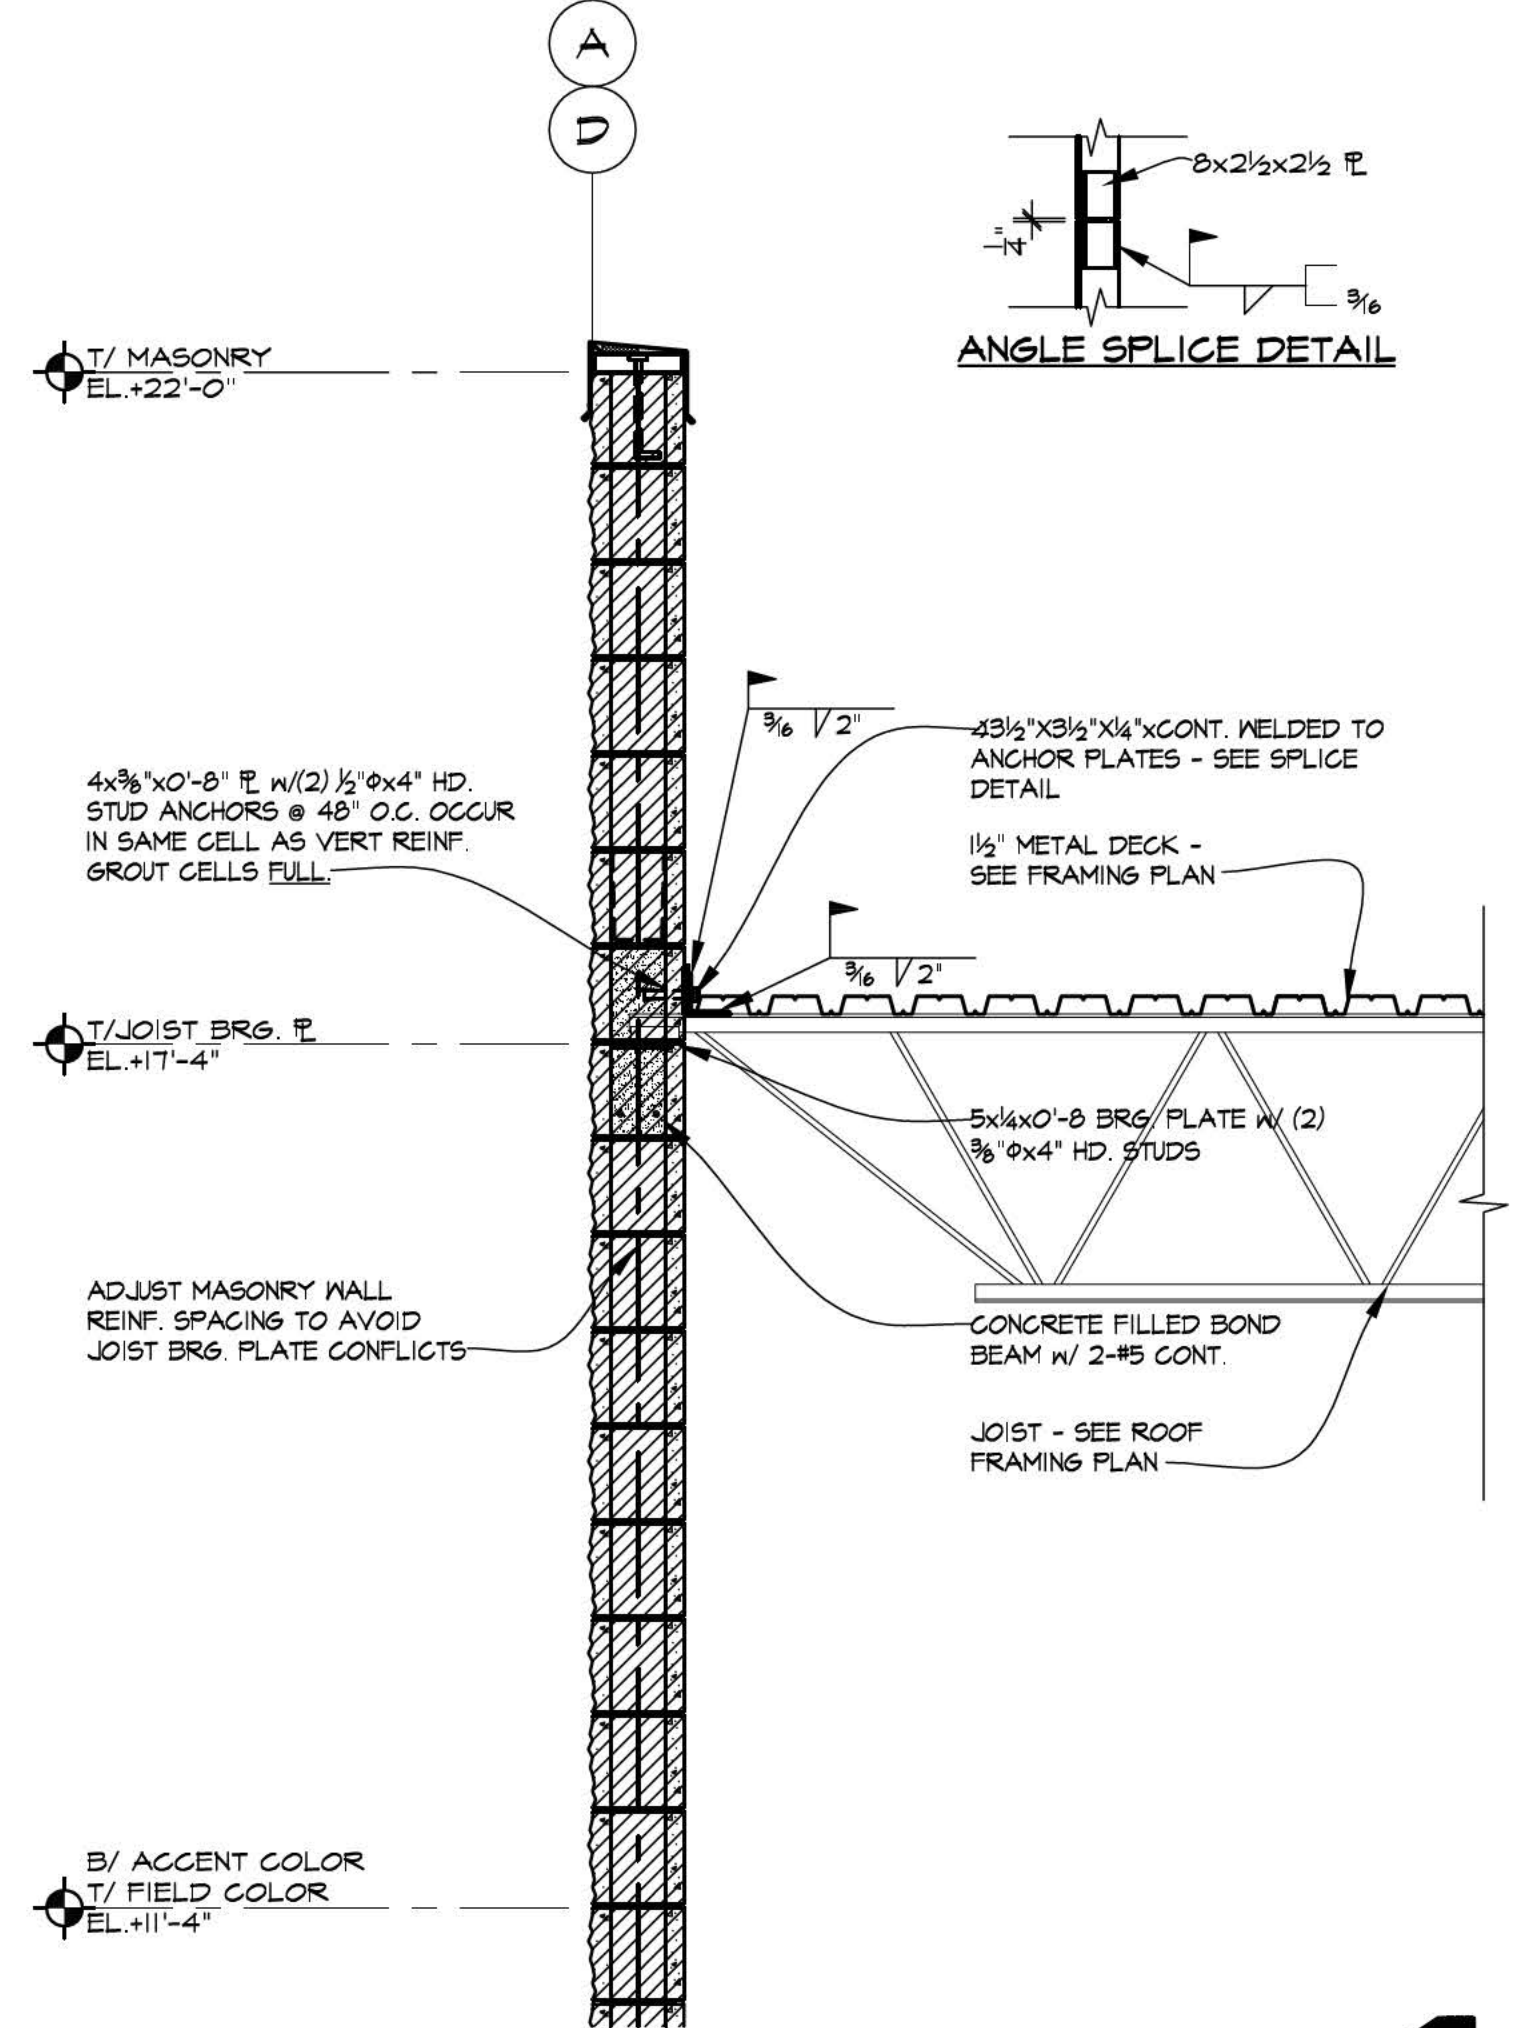 A
D
8x2½x2½ ℄
¼"
3/16
ANGLE SPLICE DETAIL
T/ MASONRY
EL.+22'-0"
3/16 2"
∠3½"X3½"X¼"xCONT. WELDED TO
ANCHOR PLATES - SEE SPLICE
DETAIL
4x⅜"x0'-8" ℄ w/(2) ½"Φx4" HD.
STUD ANCHORS @ 48" O.C. OCCUR
IN SAME CELL AS VERT REINF.
GROUT CELLS FULL.
1½" METAL DECK -
SEE FRAMING PLAN
3/16 2"
T/JOIST BRG. ℄
EL.+17'-4"
5x¼x0'-8 BRG. PLATE w/ (2)
⅜"Φx4" HD. STUDS
ADJUST MASONRY WALL
REINF. SPACING TO AVOID
JOIST BRG. PLATE CONFLICTS
CONCRETE FILLED BOND
BEAM w/ 2-#5 CONT.
JOIST - SEE ROOF
FRAMING PLAN
B/ ACCENT COLOR
T/ FIELD COLOR
EL.+11'-4"